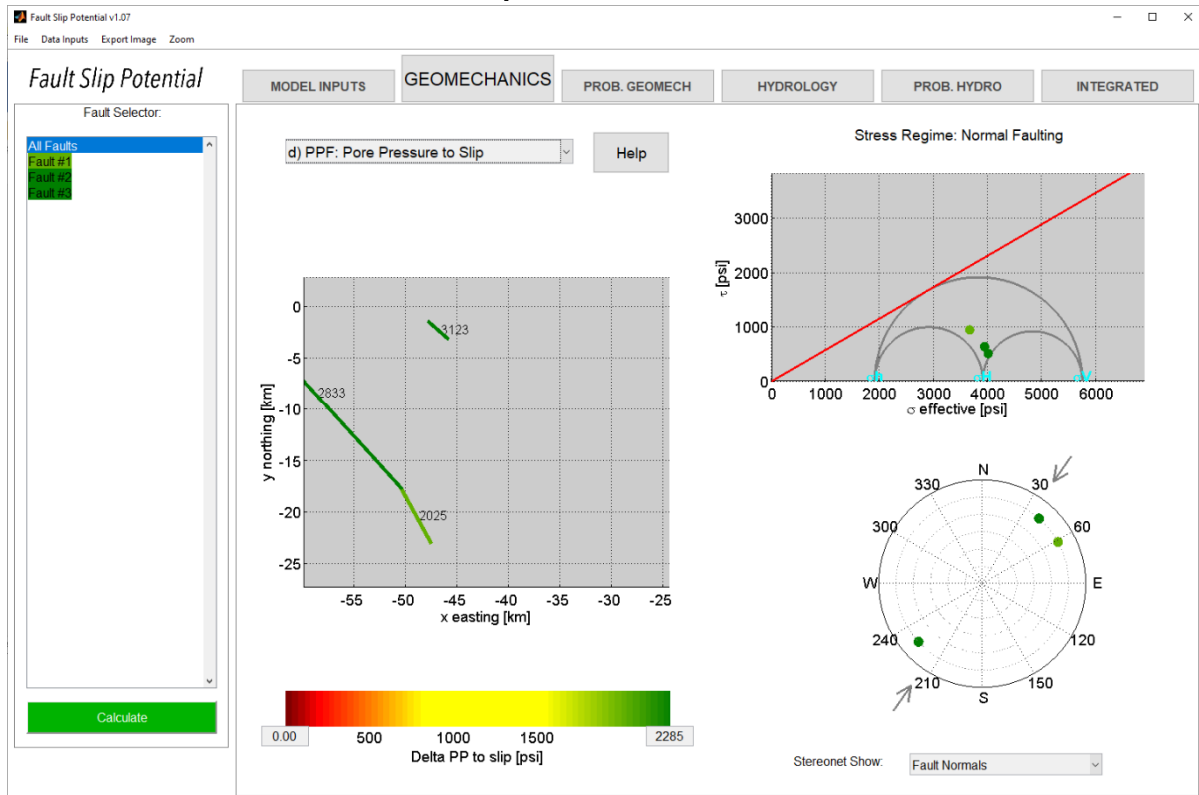 Fault Slip Potential v1.07
File Data Inputs Export Image Zoom
Fault Slip Potential
MODEL INPUTS GEOMECHANICS PROB. GEOMECH HYDROLOGY PROB. HYDRO INTEGRATED
Fault Selector:
All Faults
Fault #1
Fault #2
Fault #3
Calculate
d) PPF: Pore Pressure to Slip
Help
Stress Regime: Normal Faulting
3000
2000
1000
0
τ [psi]
0 1000 2000 3000 4000 5000 6000
σ effective [psi]
0
-5
-10
-15
-20
-25
y northing [km]
3123
2833
2025
-55 -50 -45 -40 -35 -30 -25
x easting [km]
N
30
60
E
120
150
S
210
240
W
300
330
0.00 500 1000 1500 2285
Delta PP to slip [psi]
Stereonet Show: Fault Normals